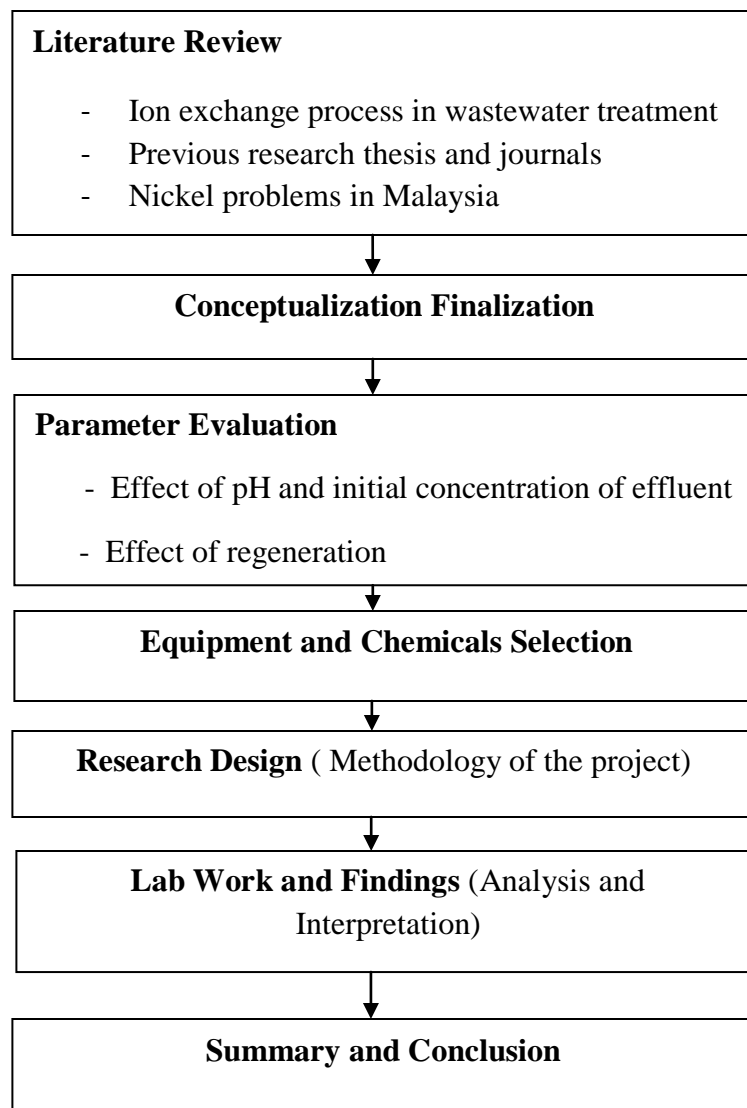 Literature Review
- Ion exchange process in wastewater treatment
- Previous research thesis and journals
- Nickel problems in Malaysia
Conceptualization Finalization
Parameter Evaluation
- Effect of pH and initial concentration of effluent
- Effect of regeneration
Equipment and Chemicals Selection
Research Design ( Methodology of the project)
Lab Work and Findings (Analysis and
Interpretation)
Summary and Conclusion